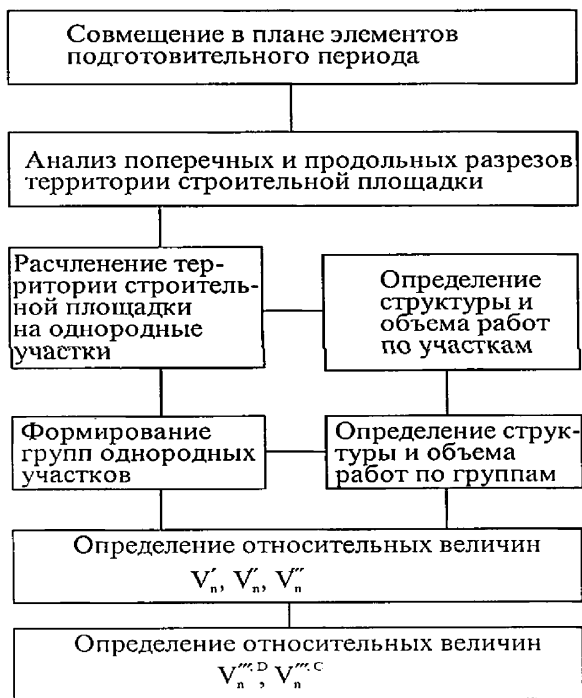 Совмещение в плане элементов
подготовительного периода
Анализ поперечных и продольных разрезов
территории строительной площадки
Расчленение тер-
ритории строитель-
ной площадки
на однородные
участки
Определение
структуры и
объема работ
по участкам
Формирование
групп однородных
участков
Определение струк-
туры и объема
работ по группам
Определение относительных величин
V′ₙ, V″ₙ, V‴ₙ
Определение относительных величин
V‴ₙ·ᴰ, V‴ₙ·ᶜ